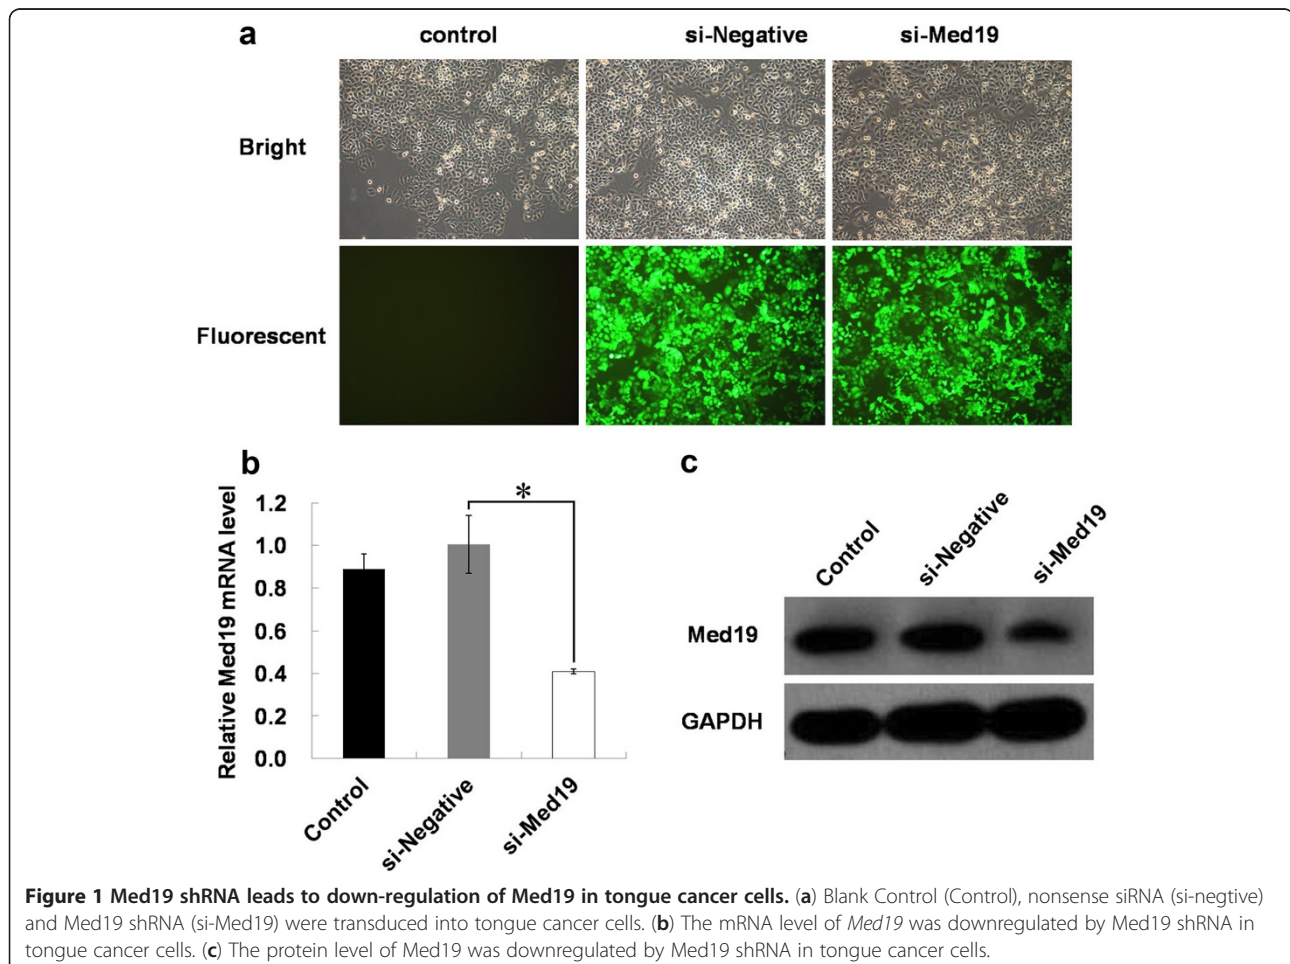 a
control
si-Negative
si-Med19
Bright
Fluorescent
b
Relative Med19 mRNA level
1.2
1.0
0.8
0.6
0.4
0.2
0.0
*
Control
si-Negative
si-Med19
c
Control
si-Negative
si-Med19
Med19
GAPDH
Figure 1 Med19 shRNA leads to down-regulation of Med19 in tongue cancer cells. (a) Blank Control (Control), nonsense siRNA (si-negtive)
and Med19 shRNA (si-Med19) were transduced into tongue cancer cells. (b) The mRNA level of Med19 was downregulated by Med19 shRNA in
tongue cancer cells. (c) The protein level of Med19 was downregulated by Med19 shRNA in tongue cancer cells.